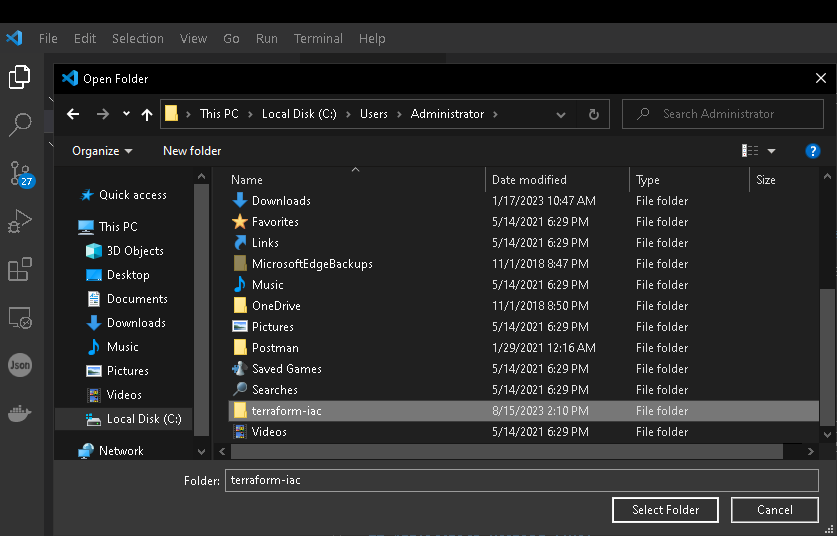 File Edit Selection View Go Run Terminal Help
Open Folder
This PC Local Disk (C:) Users Administrator Search Administrator
Organize New folder ?
Name Date modified Type Size
Quick access
This PC
3D Objects
Desktop
Documents
Downloads
Music
Pictures
Videos
Local Disk (C:)
Network
Downloads 1/17/2023 10:47 AM File folder
Favorites 5/14/2021 6:29 PM File folder
Links 5/14/2021 6:29 PM File folder
MicrosoftEdgeBackups 11/1/2018 8:47 PM File folder
Music 5/14/2021 6:29 PM File folder
OneDrive 11/1/2018 8:50 PM File folder
Pictures 5/14/2021 6:29 PM File folder
Postman 1/29/2021 12:16 AM File folder
Saved Games 5/14/2021 6:29 PM File folder
Searches 5/14/2021 6:29 PM File folder
terraform-iac 8/15/2023 2:10 PM File folder
Videos 5/14/2021 6:29 PM File folder
27
Json
Folder: terraform-iac
Select Folder Cancel